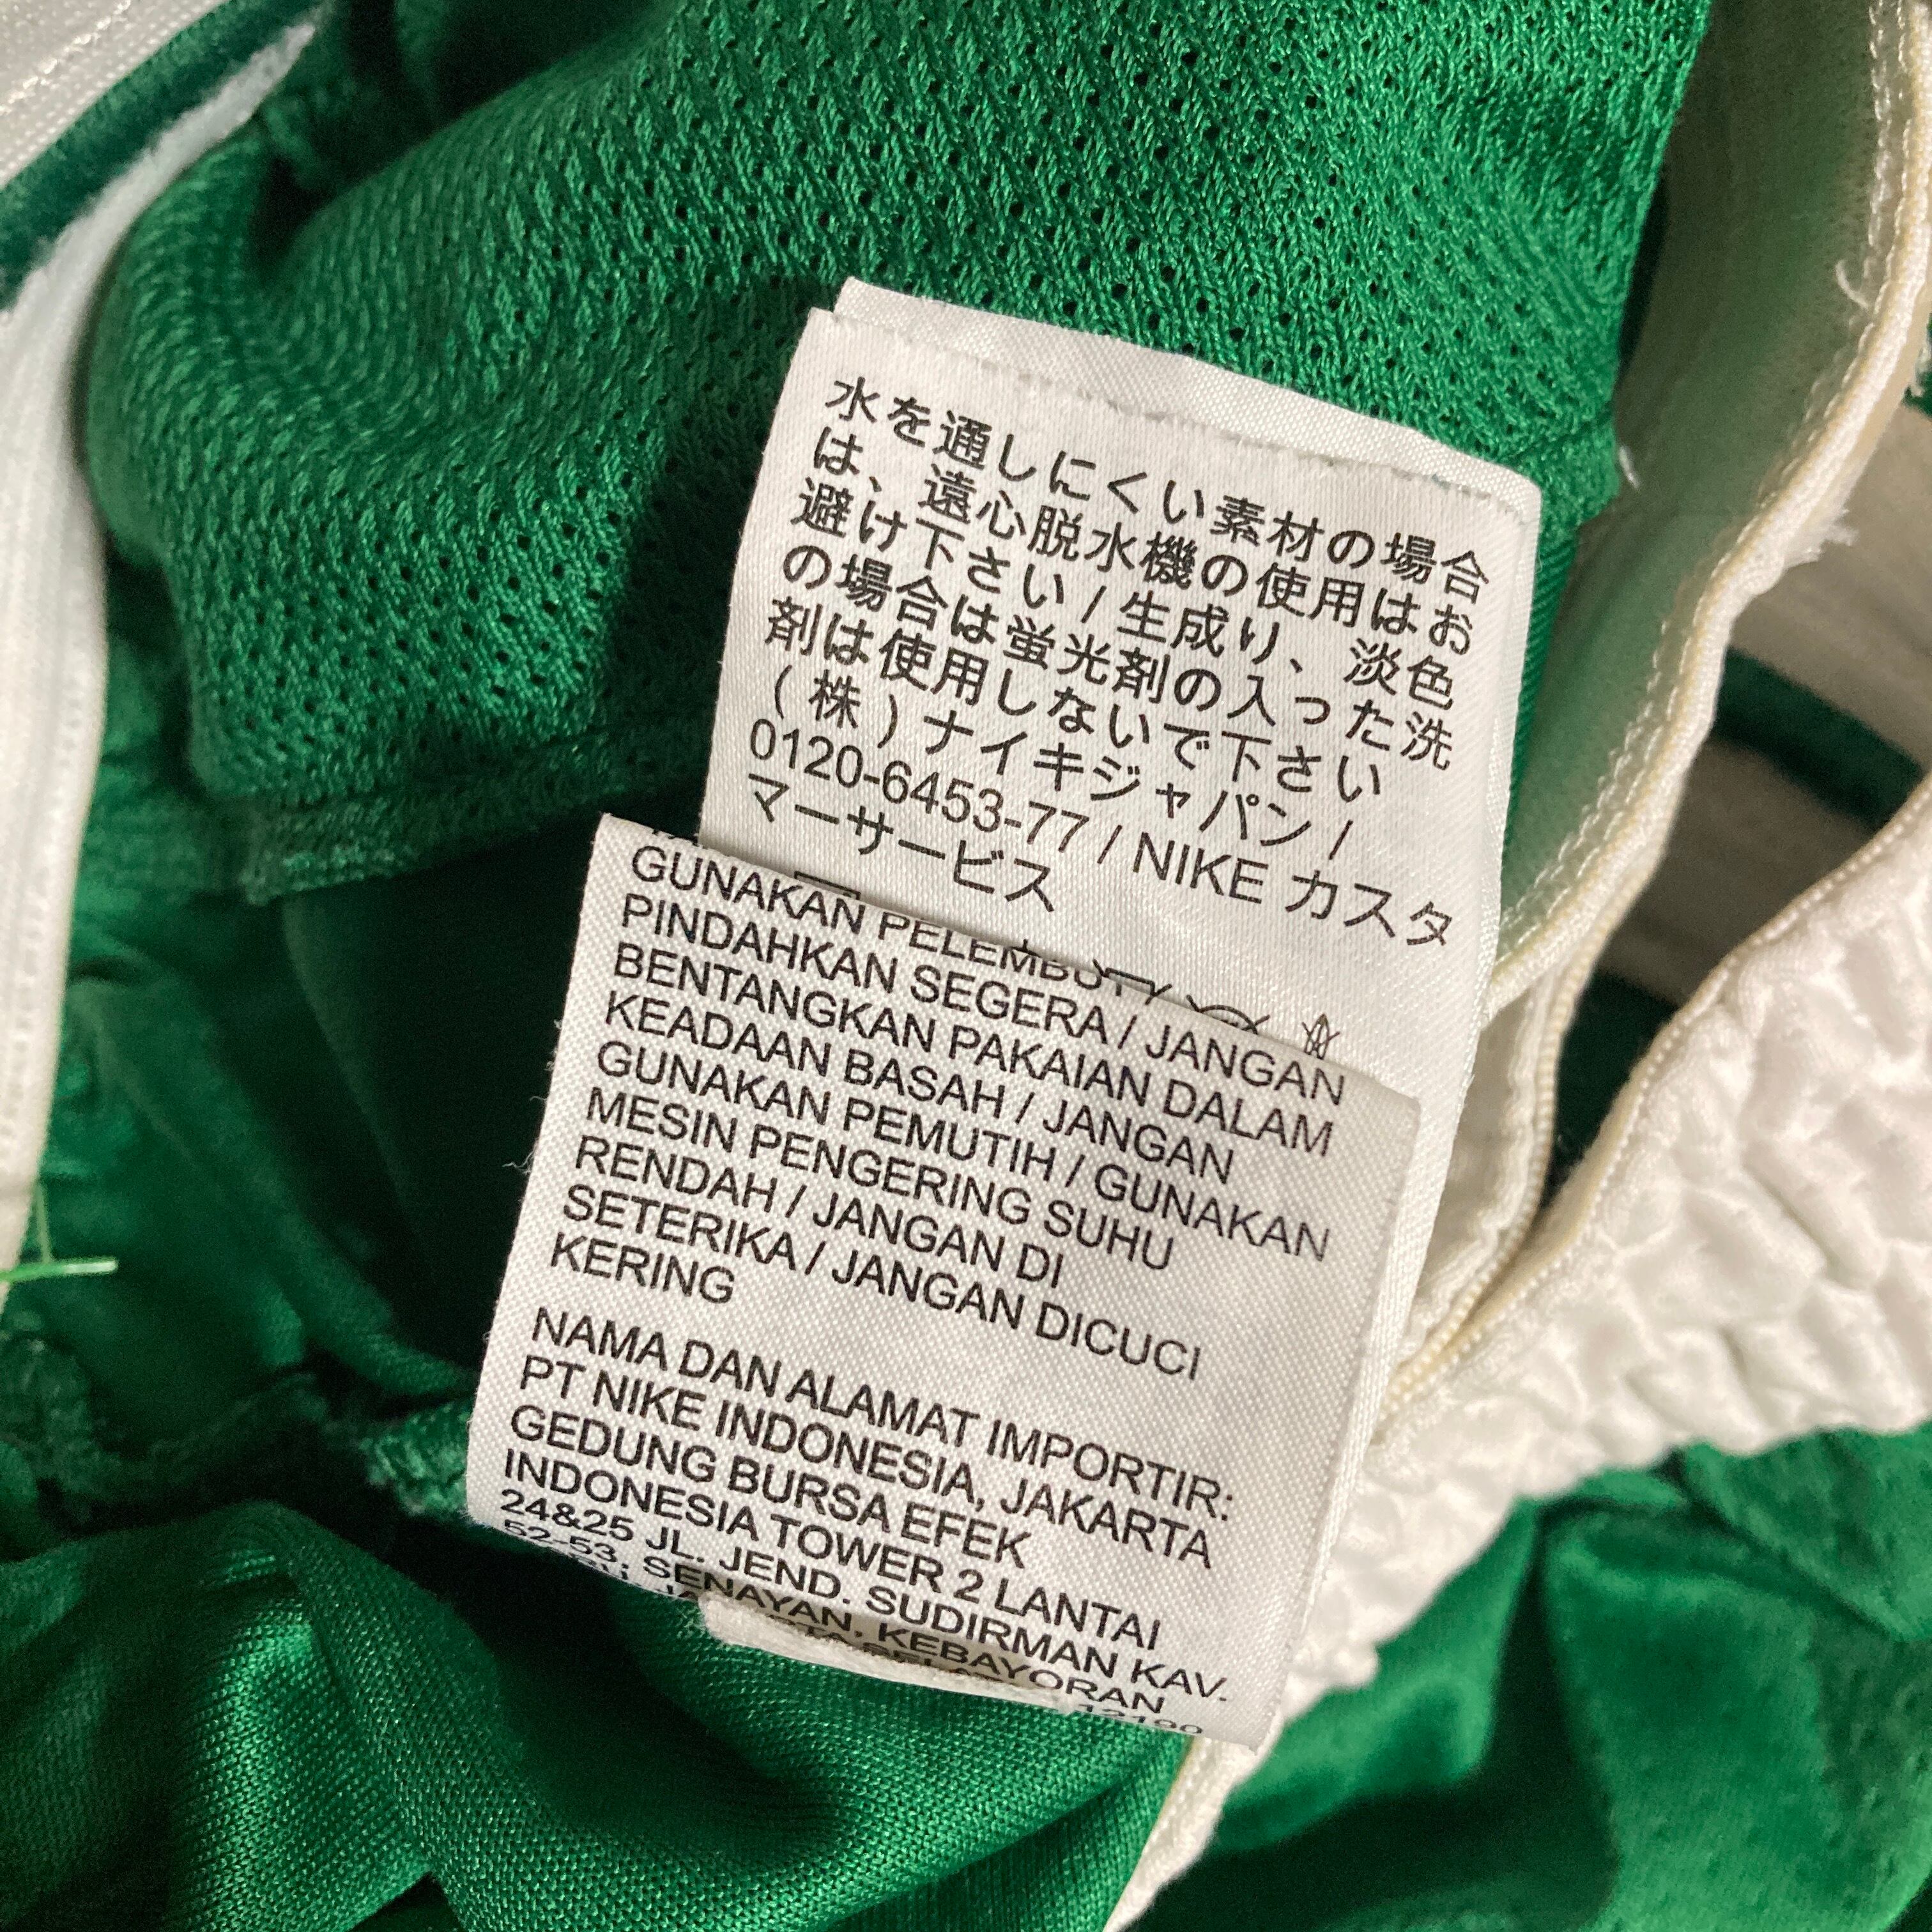 水を通しにくい素材の場合
は、遠心脱水機の使用はお
避け下さい / 生成り、淡色
の場合は蛍光剤の入った洗
剤は使用しないで下さい
(株)ナイキジャパン /
0120-6453-77 / NIKE カスタ
マーサービス
GUNAKAN PELEMBUT /
PINDAHKAN SEGERA / JANGAN
BENTANGKAN PAKAIAN DALAM
KEADAAN BASAH / JANGAN
GUNAKAN PEMUTIH / GUNAKAN
MESIN PENGERING SUHU
RENDAH / JANGAN DI
SETERIKA / JANGAN DICUCI
KERING
NAMA DAN ALAMAT IMPORTIR:
PT NIKE INDONESIA, JAKARTA
GEDUNG BURSA EFEK
INDONESIA TOWER 2 LANTAI
24&25 JL. JEND. SUDIRMAN KAV.
52-53, SENAYAN, KEBAYORAN
12190